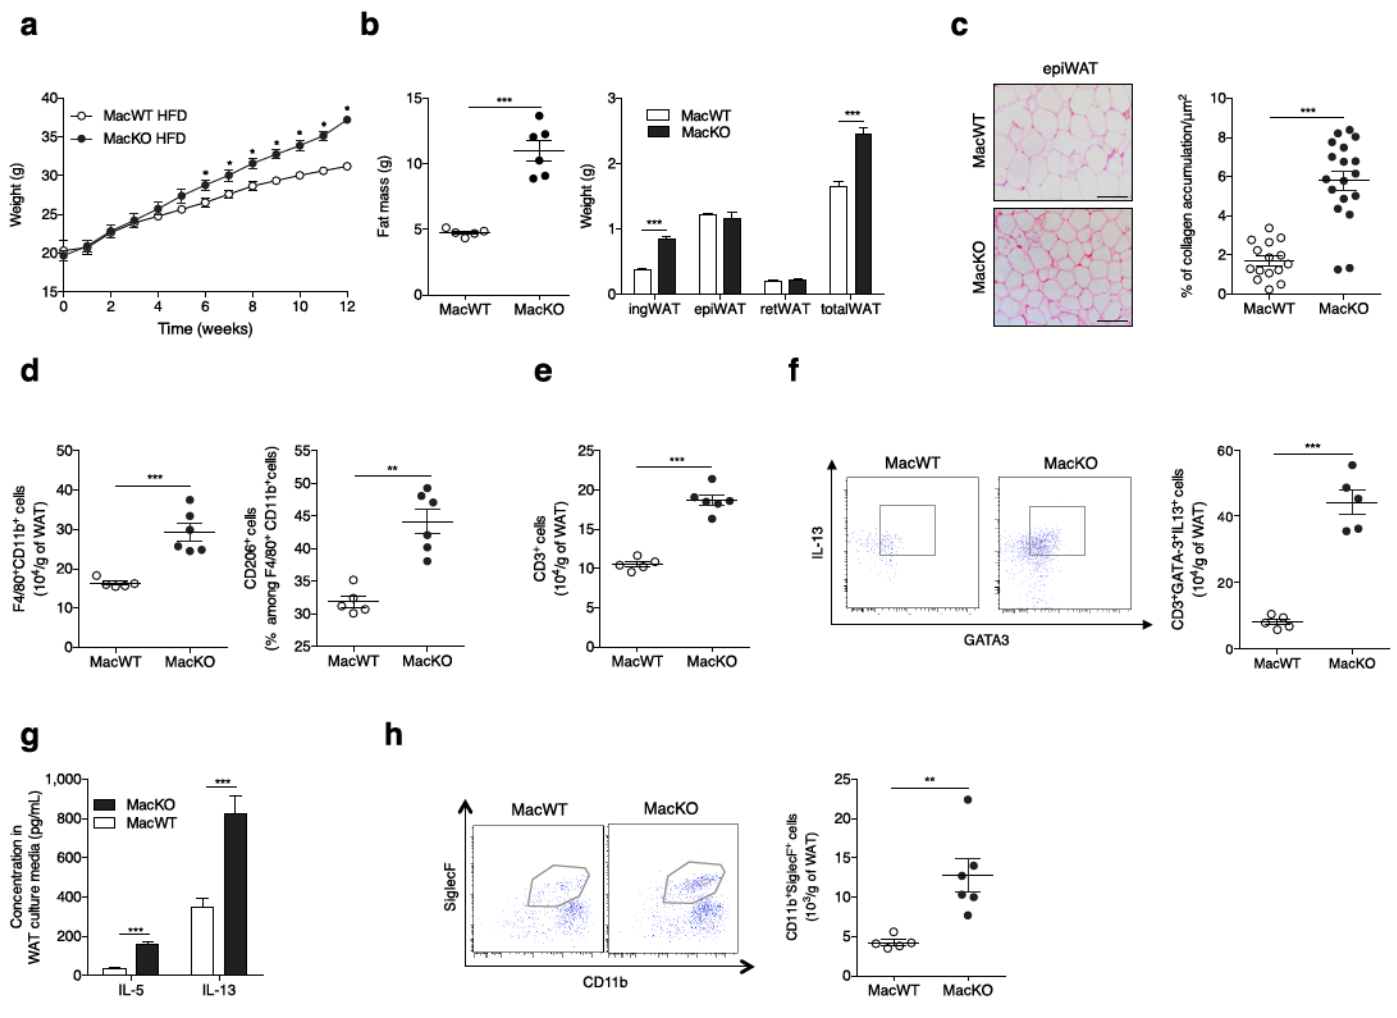 a
b
c
40
35
30
25
20
15
Weight (g)
MacWT HFD
MacKO HFD
*
*
*
*
*
*
*
0
2
4
6
8
10
12
Time (weeks)
15
10
5
0
Fat mass (g)
***
MacWT
MacKO
3
2
1
0
Weight (g)
MacWT
MacKO
***
***
ingWAT
epiWAT
retWAT
totalWAT
epiWAT
MacWT
MacKO
10
8
6
4
2
0
% of collagen accumulation/µm²
***
MacWT
MacKO
d
e
f
50
40
30
20
10
0
F4/80⁺CD11b⁺ cells
(10⁴/g of WAT)
***
MacWT
MacKO
55
50
45
40
35
30
25
CD206⁺ cells
(% among F4/80⁺ CD11b⁺cells)
**
MacWT
MacKO
25
20
15
10
5
0
CD3⁺ cells
(10⁴/g of WAT)
***
MacWT
MacKO
MacWT
MacKO
IL-13
GATA3
60
40
20
0
CD3⁺GATA-3⁺IL13⁺ cells
(10⁴/g of WAT)
***
MacWT
MacKO
g
h
1,000
800
600
400
200
0
Concentration in
WAT culture media (pg/mL)
MacKO
MacWT
***
***
IL-5
IL-13
MacWT
MacKO
SiglecF
CD11b
25
20
15
10
5
0
CD11b⁺SiglecF⁺ cells
(10³/g of WAT)
**
MacWT
MacKO